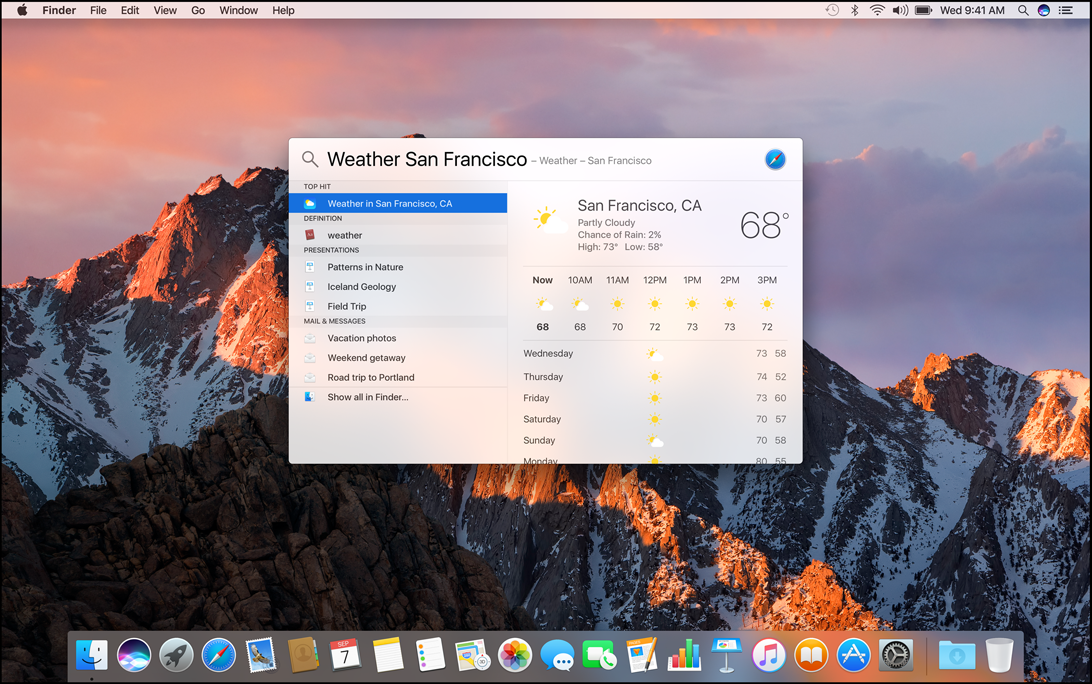 Finder File Edit View Go Window Help Wed 9:41 AM
Weather San Francisco – Weather – San Francisco
TOP HIT
Weather in San Francisco, CA
DEFINITION
weather
PRESENTATIONS
Patterns in Nature
Iceland Geology
Field Trip
MAIL & MESSAGES
Vacation photos
Weekend getaway
Road trip to Portland
Show all in Finder...
San Francisco, CA
Partly Cloudy
Chance of Rain: 2%
High: 73° Low: 58°
68°
Now 10AM 11AM 12PM 1PM 2PM 3PM
68 68 70 72 73 73 72
Wednesday 73 58
Thursday 74 52
Friday 73 60
Saturday 70 57
Sunday 70 58
Monday 80 55
SEP
7